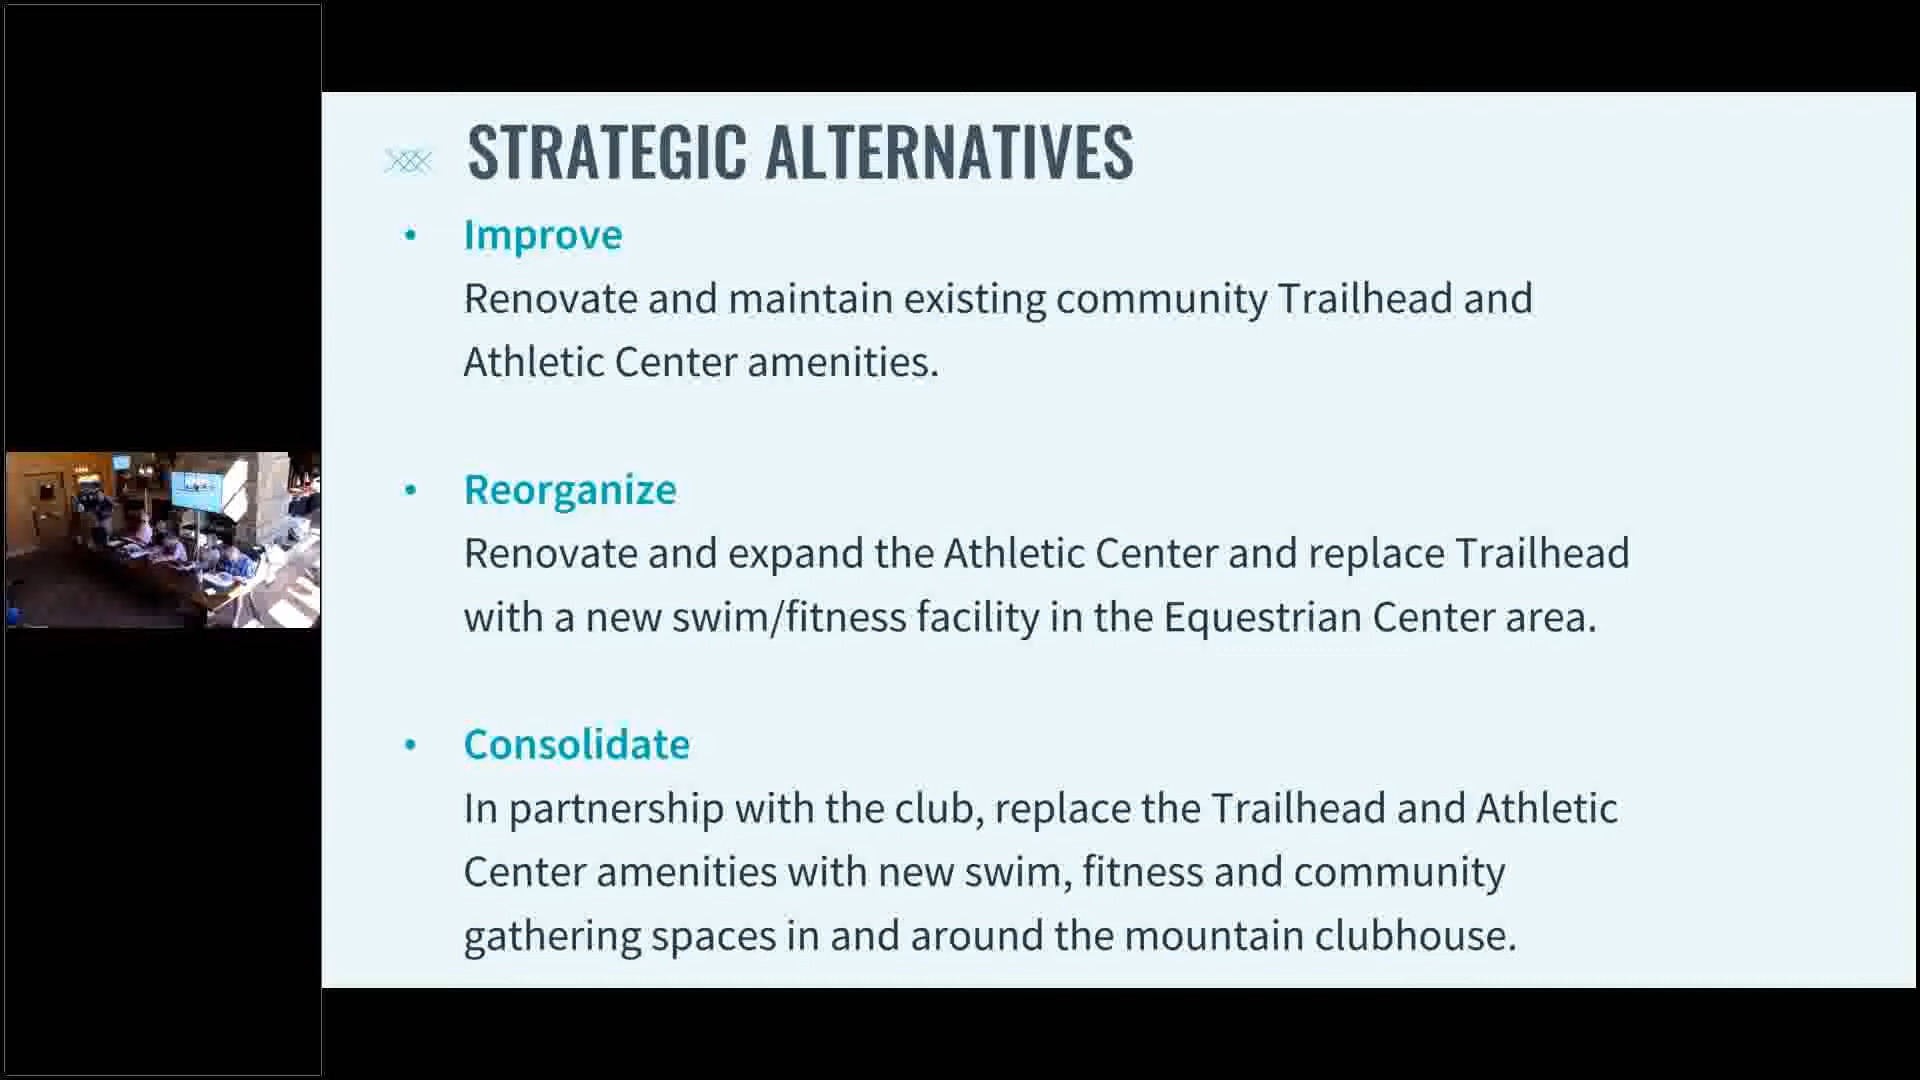 STRATEGIC ALTERNATIVES
• Improve
Renovate and maintain existing community Trailhead and
Athletic Center amenities.
• Reorganize
Renovate and expand the Athletic Center and replace Trailhead
with a new swim/fitness facility in the Equestrian Center area.
• Consolidate
In partnership with the club, replace the Trailhead and Athletic
Center amenities with new swim, fitness and community
gathering spaces in and around the mountain clubhouse.